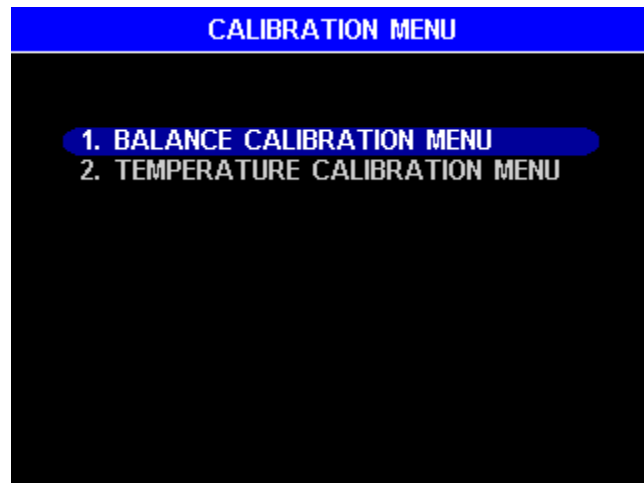 CALIBRATION MENU
1. BALANCE CALIBRATION MENU
2. TEMPERATURE CALIBRATION MENU